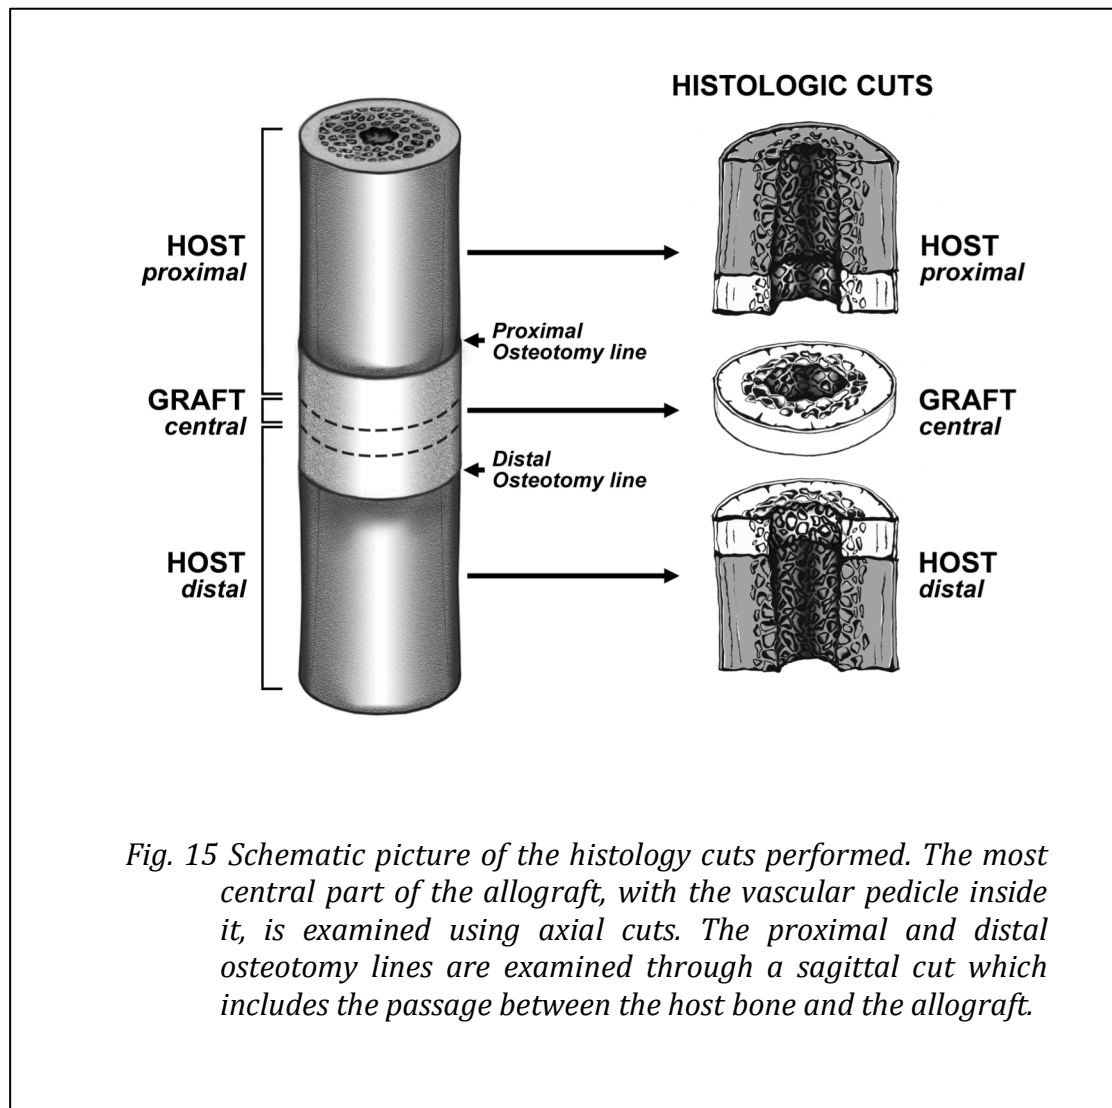 HISTOLOGIC CUTS
HOST
proximal
HOST
proximal
Proximal
Osteotomy line
GRAFT
central
GRAFT
central
Distal
Osteotomy line
HOST
distal
HOST
distal
Fig. 15 Schematic picture of the histology cuts performed. The most
central part of the allograft, with the vascular pedicle inside
it, is examined using axial cuts. The proximal and distal
osteotomy lines are examined through a sagittal cut which
includes the passage between the host bone and the allograft.